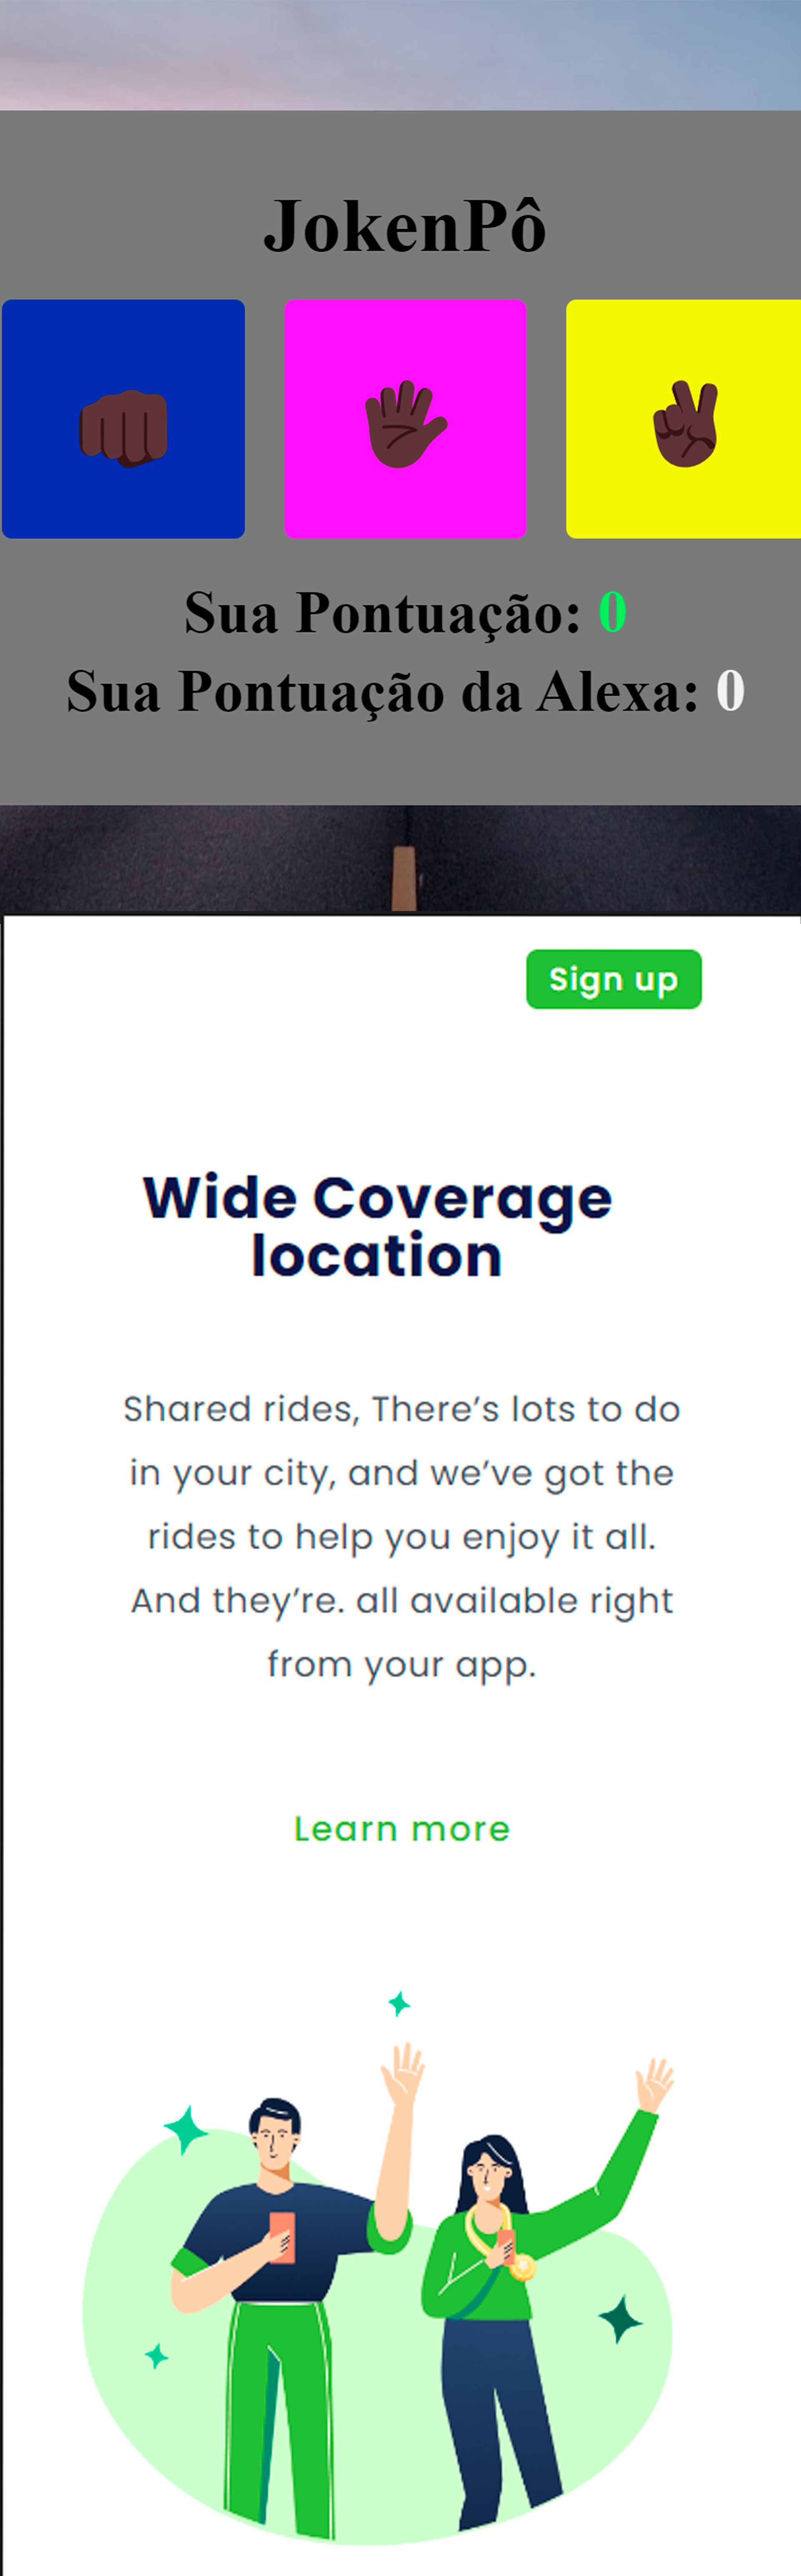 JokenPô
Sua Pontuação: 0
Sua Pontuação da Alexa: 0
Sign up
Wide Coverage
location
Shared rides, There’s lots to do
in your city, and we’ve got the
rides to help you enjoy it all.
And they’re. all available right
from your app.
Learn more